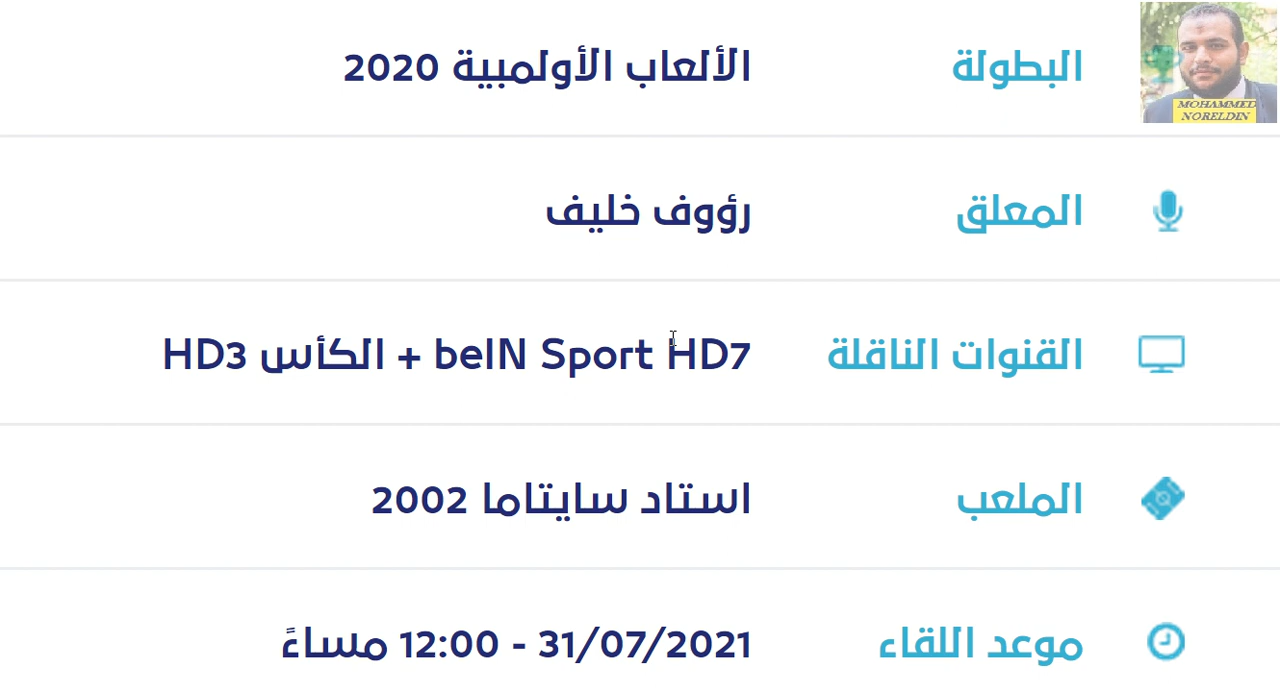 البطولة الألعاب الأولمبية 2020
MOHAMMED
NORELDIN
المعلق رؤوف خليف
القنوات الناقلة beIN Sport HD7 + الكأس HD3
الملعب استاد سايتاما 2002
موعد اللقاء 31/07/2021 - 12:00 مساءً